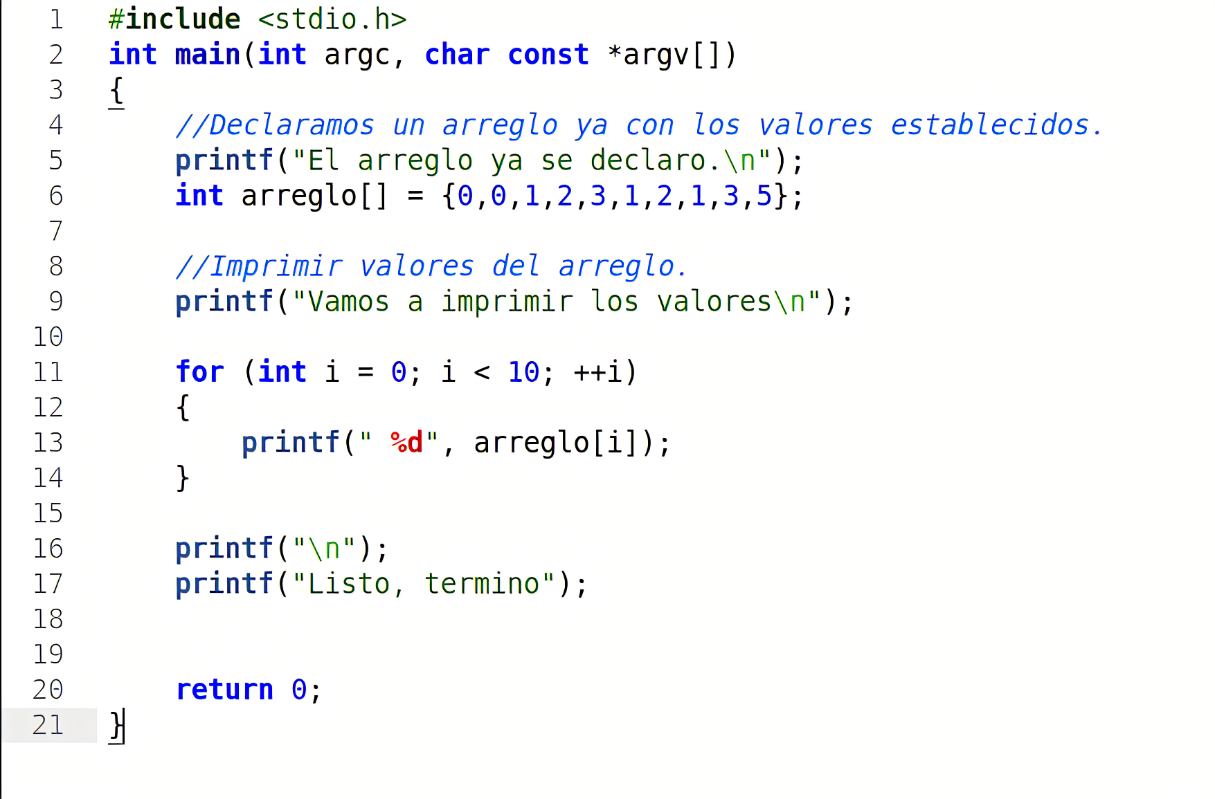 1 #include <stdio.h>
2 int main(int argc, char const *argv[])
3 {
4 //Declaramos un arreglo ya con los valores establecidos.
5 printf("El arreglo ya se declaro.\n");
6 int arreglo[] = {0,0,1,2,3,1,2,1,3,5};
7
8 //Imprimir valores del arreglo.
9 printf("Vamos a imprimir los valores\n");
10
11 for (int i = 0; i < 10; ++i)
12 {
13 printf(" %d", arreglo[i]);
14 }
15
16 printf("\n");
17 printf("Listo, termino");
18
19
20 return 0;
21 }